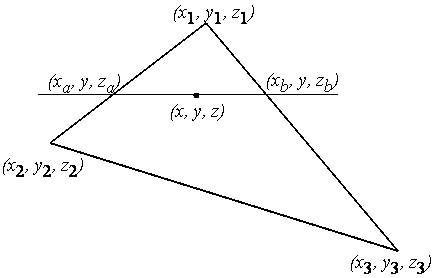 (x1, y1, z1)
(xa, y, za)
(xb, y, zb)
(x, y, z)
(x2, y2, z2)
(x3, y3, z3)